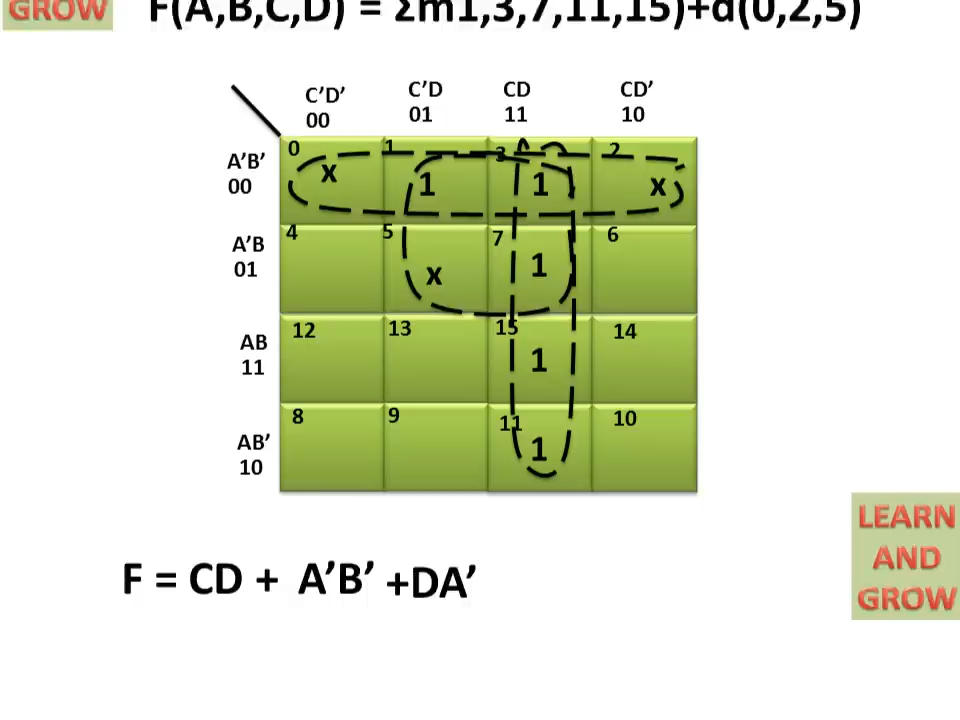 GROW
F(A,B,C,D) = Σm1,3,7,11,15)+d(0,2,5)
C’D’ C’D CD CD’
00 01 11 10
A’B’ 0 1 3 2
00 x 1 1 x
A’B 4 5 7 6
01 x 1
AB 12 13 15 14
11 1
AB’ 8 9 11 10
10 1
F = CD + A’B’ +DA’
LEARN
AND
GROW